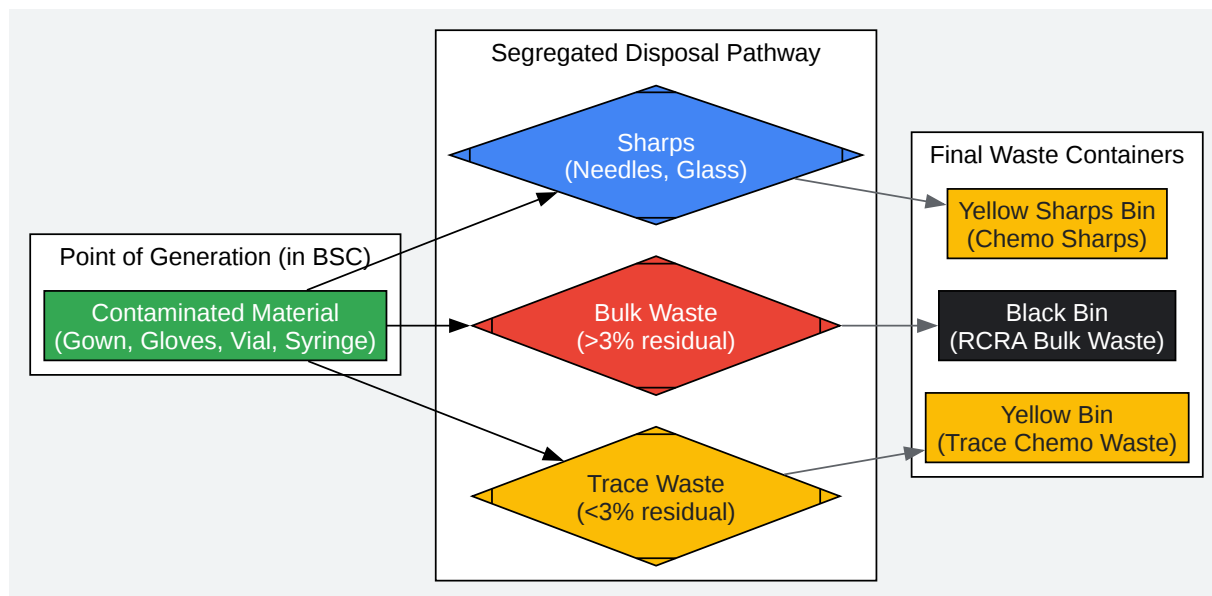 Segregated Disposal Pathway
Sharps
(Needles, Glass)
Final Waste Containers
Yellow Sharps Bin
(Chemo Sharps)
Point of Generation (in BSC)
Contaminated Material
(Gown, Gloves, Vial, Syringe)
Bulk Waste
(>3% residual)
Black Bin
(RCRA Bulk Waste)
Yellow Bin
(Trace Chemo Waste)
Trace Waste
(<3% residual)